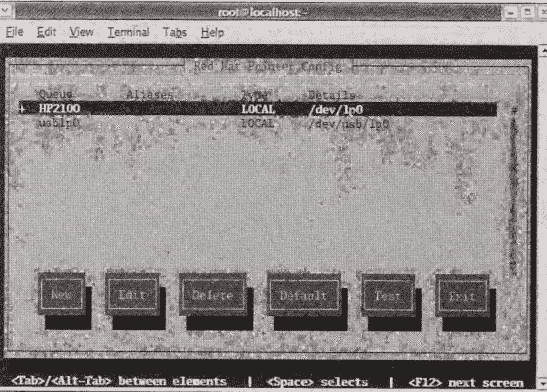 root@localhost:~
File Edit View Terminal Tabs Help
Red Hat Printer Config
Queue Aliases Type Details
HP2100 LOCAL /dev/lp0
usblp0 LOCAL /dev/usb/lp0
New Edit Delete Default Test Exit
<Tab>/<Alt-Tab> between elements | <Space> selects | <F12> next screen